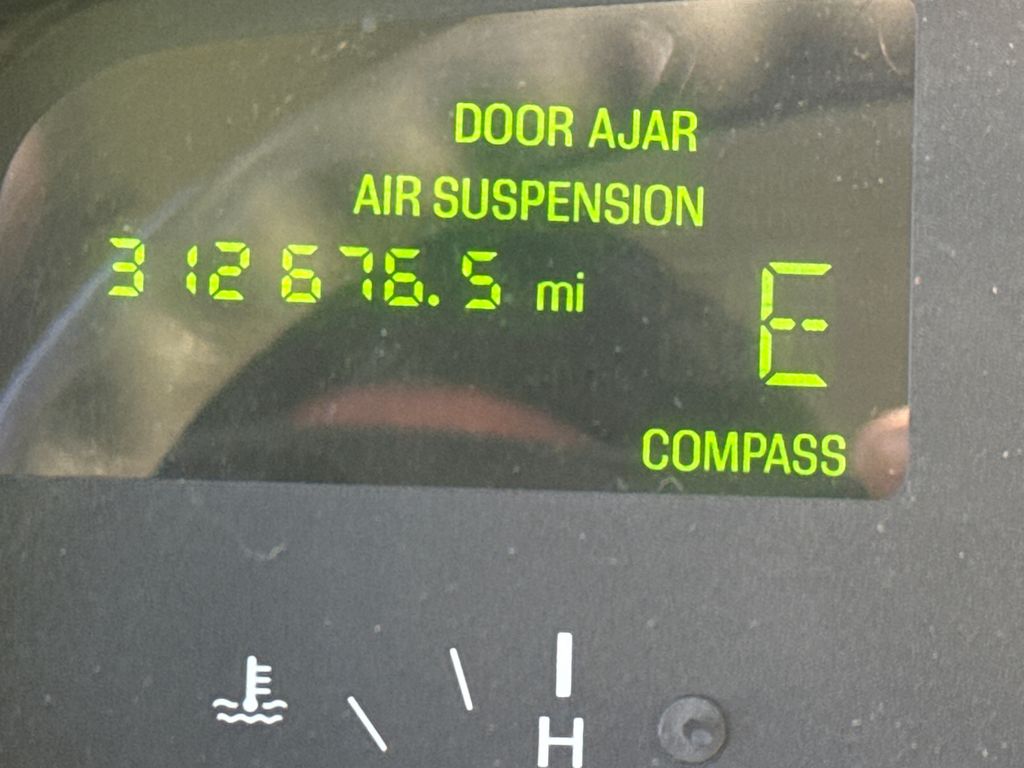 DOOR AJAR
AIR SUSPENSION
312676.5 mi
E
COMPASS
H